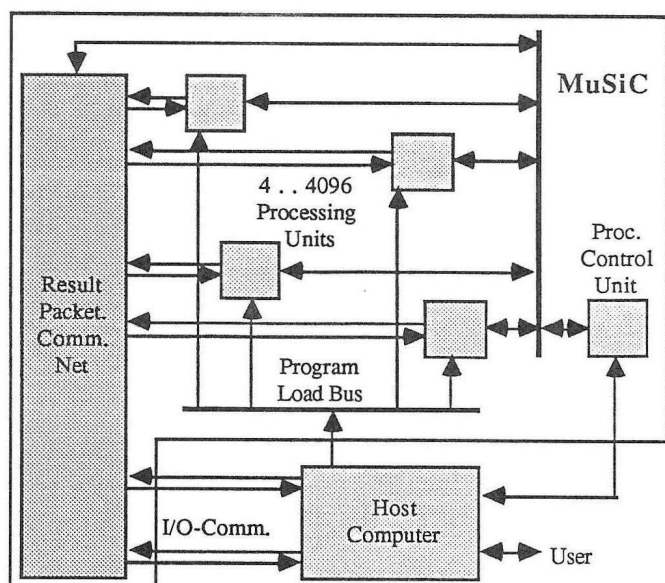 MuSiC
4 . . 4096
Processing
Units
Proc.
Control
Unit
Result
Packet.
Comm.
Net
Program
Load Bus
I/O-Comm.
Host
Computer
User